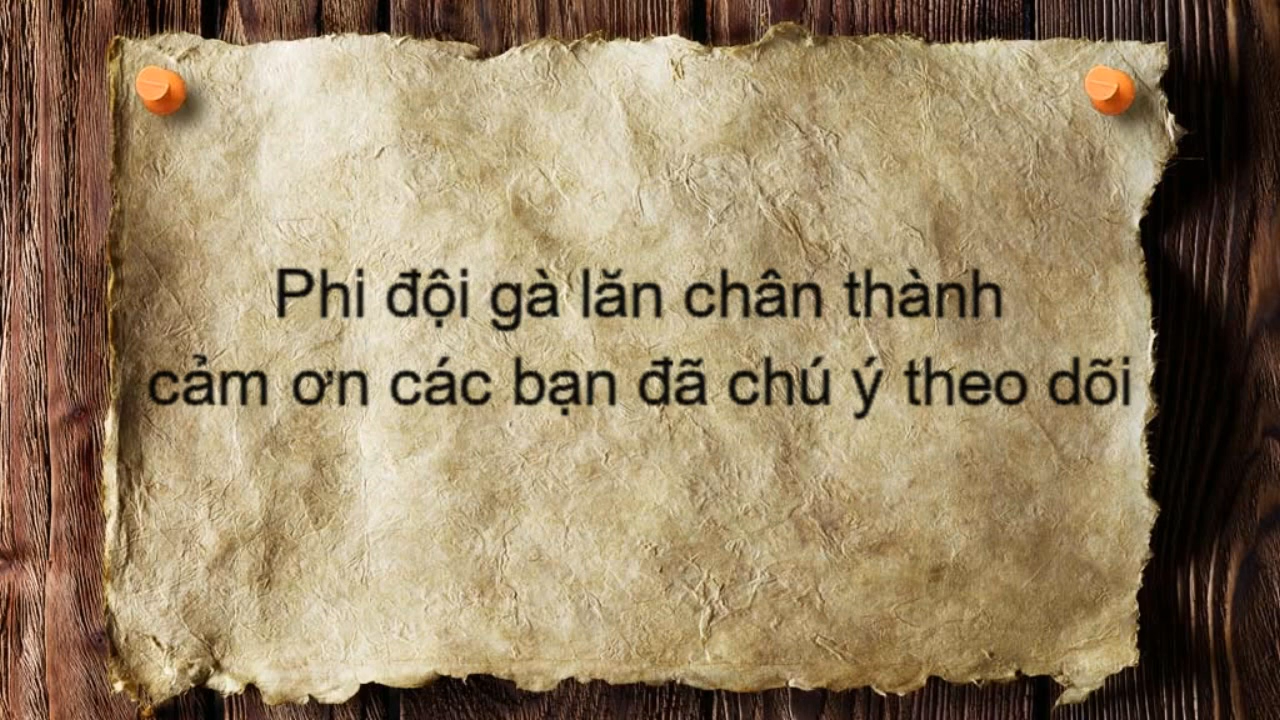 Phi đội gà lăn chân thành
cảm ơn các bạn đã chú ý theo dõi